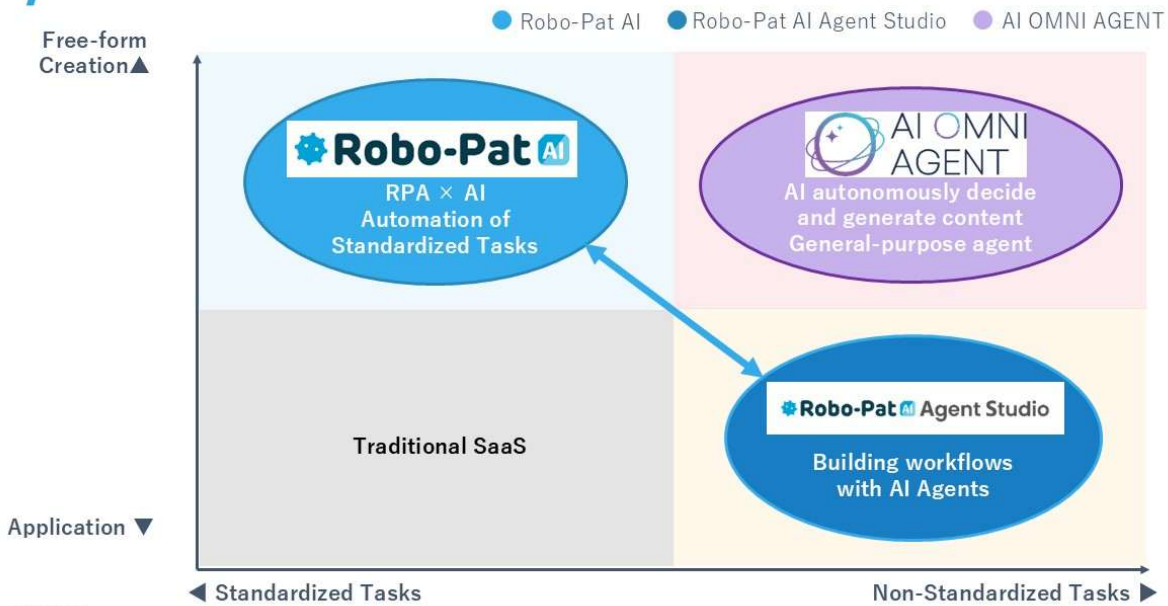 Robo-Pat AI
Robo-Pat AI Agent Studio
AI OMNI AGENT
Free-form
Creation▲
Robo-Pat AI
RPA × AI
Automation of
Standardized Tasks
AI OMNI
AGENT
AI autonomously decide
and generate content
General-purpose agent
Traditional SaaS
Robo-Pat AI Agent Studio
Building workflows
with AI Agents
Application ▼
◀ Standardized Tasks
Non-Standardized Tasks ▶